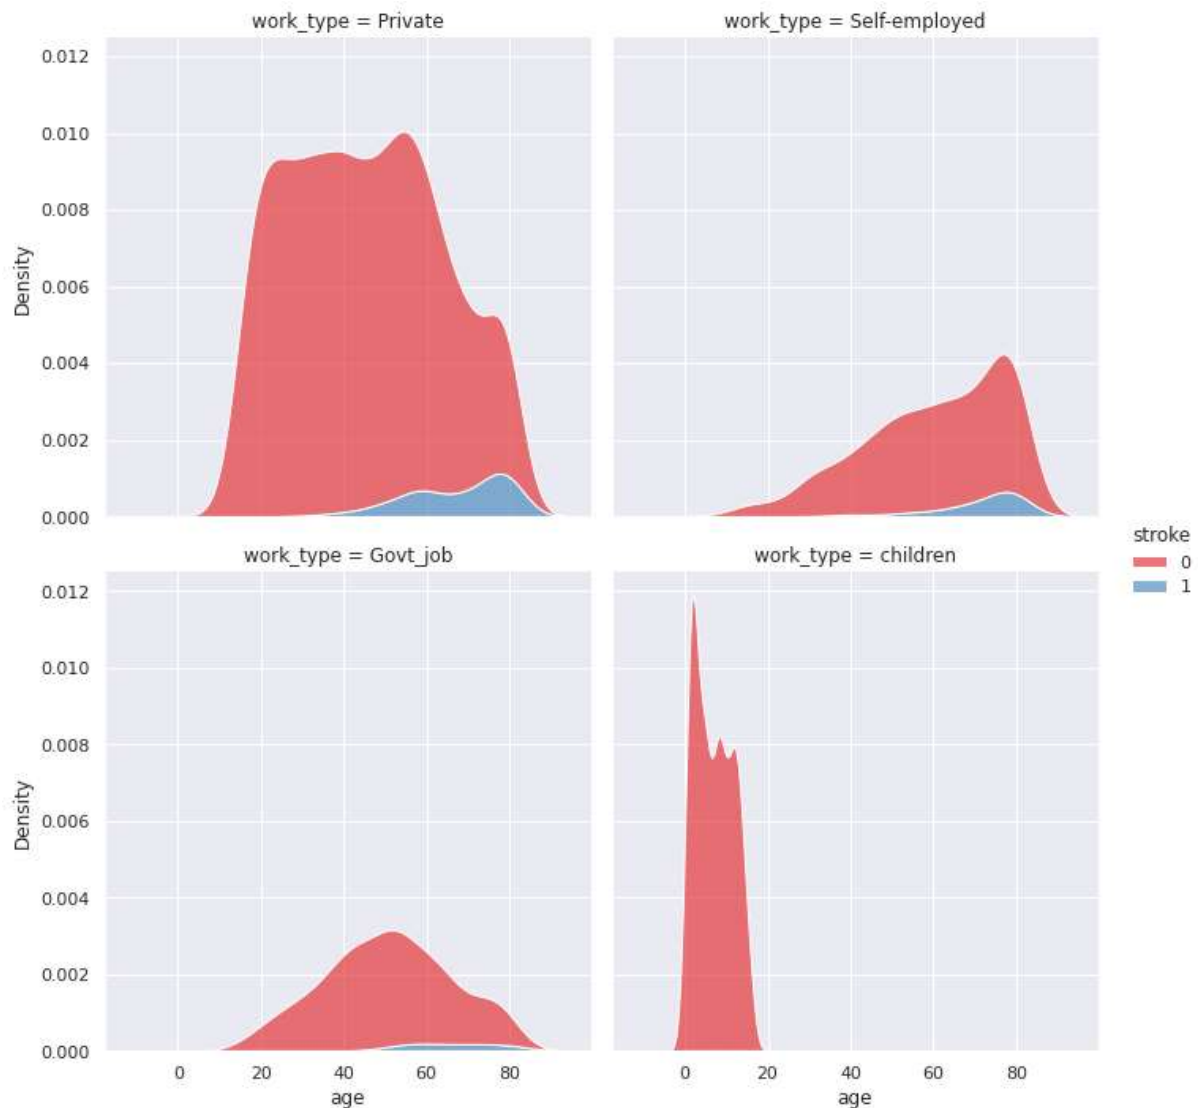 work_type = Private
work_type = Self-employed
0.012
0.010
0.008
0.006
0.004
0.002
0.000
Density
work_type = Govt_job
work_type = children
stroke
0
1
0.012
0.010
0.008
0.006
0.004
0.002
0.000
Density
0 20 40 60 80
0 20 40 60 80
age
age